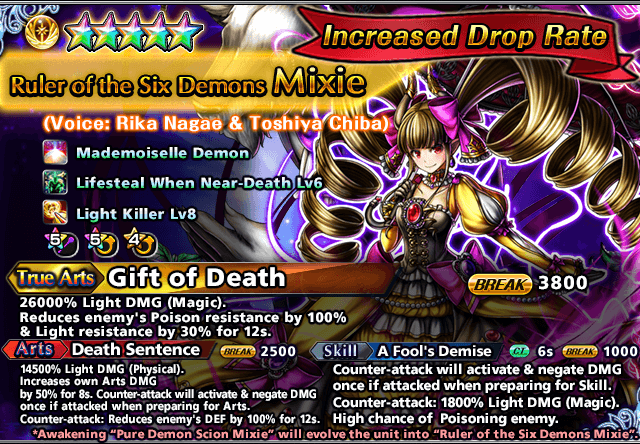 Increased Drop Rate
Ruler of the Six Demons Mixie
(Voice: Rika Nagae & Toshiya Chiba)
Mademoiselle Demon
Lifesteal When Near-Death Lv6
Light Killer Lv8
5 5 4
True Arts Gift of Death BREAK 3800
26000% Light DMG (Magic).
Reduces enemy's Poison resistance by 100%
& Light resistance by 30% for 12s.
Arts Death Sentence BREAK 2500
14500% Light DMG (Physical).
Increases own Arts DMG
by 50% for 8s. Counter-attack will activate & negate DMG
once if attacked when preparing for Arts.
Counter-attack: Reduces enemy's DEF by 100% for 12s.
Skill A Fool's Demise CT 6s BREAK 1000
Counter-attack will activate & negate DMG
once if attacked when preparing for Skill.
Counter-attack: 1800% Light DMG (Magic).
High chance of Poisoning enemy.
*Awakening "Pure Demon Scion Mixie" will evolve the unit into "Ruler of the Six Demons Mixie"